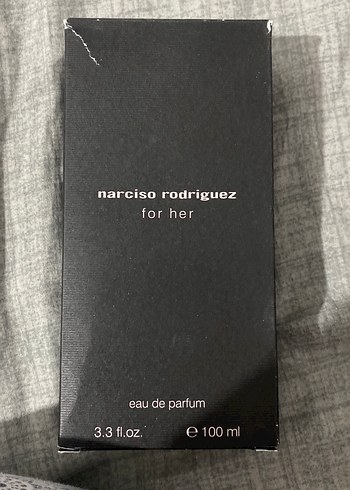 narciso rodriguez
for her
eau de parfum
3.3 fl.oz. ℮ 100 ml